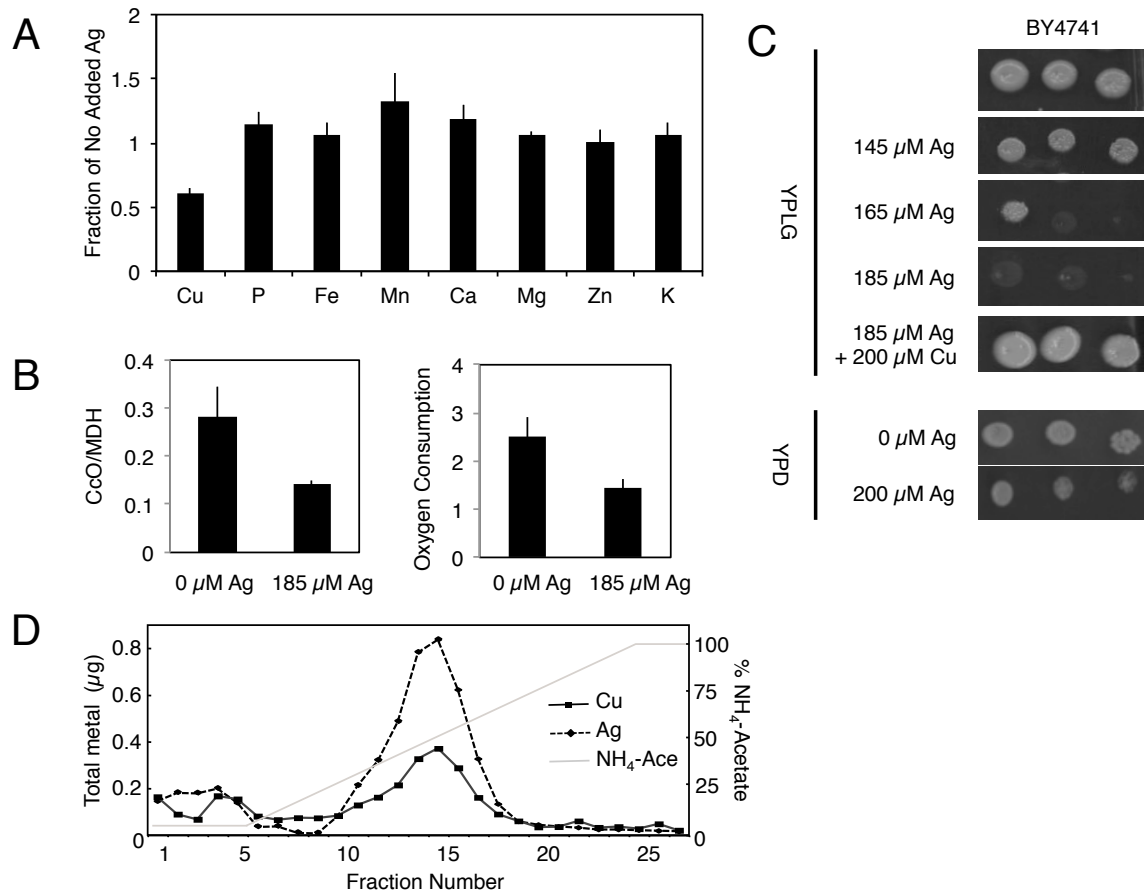 A
Fraction of No Added Ag
2
1.5
1
0.5
0
Cu P Fe Mn Ca Mg Zn K
B
CcO/MDH
0.4
0.3
0.2
0.1
0
0 µM Ag 185 µM Ag
Oxygen Consumption
4
3
2
1
0
0 µM Ag 185 µM Ag
C
BY4741
YPLG
145 µM Ag
165 µM Ag
185 µM Ag
185 µM Ag
+ 200 µM Cu
YPD
0 µM Ag
200 µM Ag
D
Total metal (µg)
0.8
0.6
0.4
0.2
0
Cu
Ag
NH₄-Ace
100
75
50
25
0
% NH₄-Acetate
1 5 10 15 20 25
Fraction Number